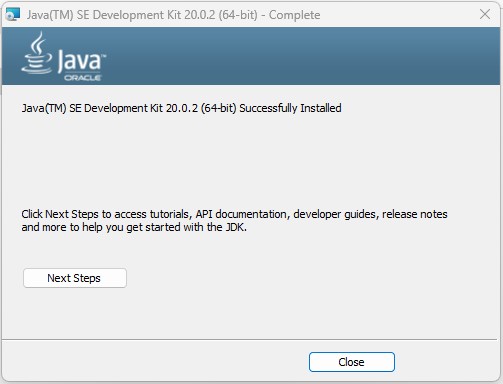 Java(TM) SE Development Kit 20.0.2 (64-bit) - Complete
Java
ORACLE
Java(TM) SE Development Kit 20.0.2 (64-bit) Successfully Installed
Click Next Steps to access tutorials, API documentation, developer guides, release notes
and more to help you get started with the JDK.
Next Steps
Close